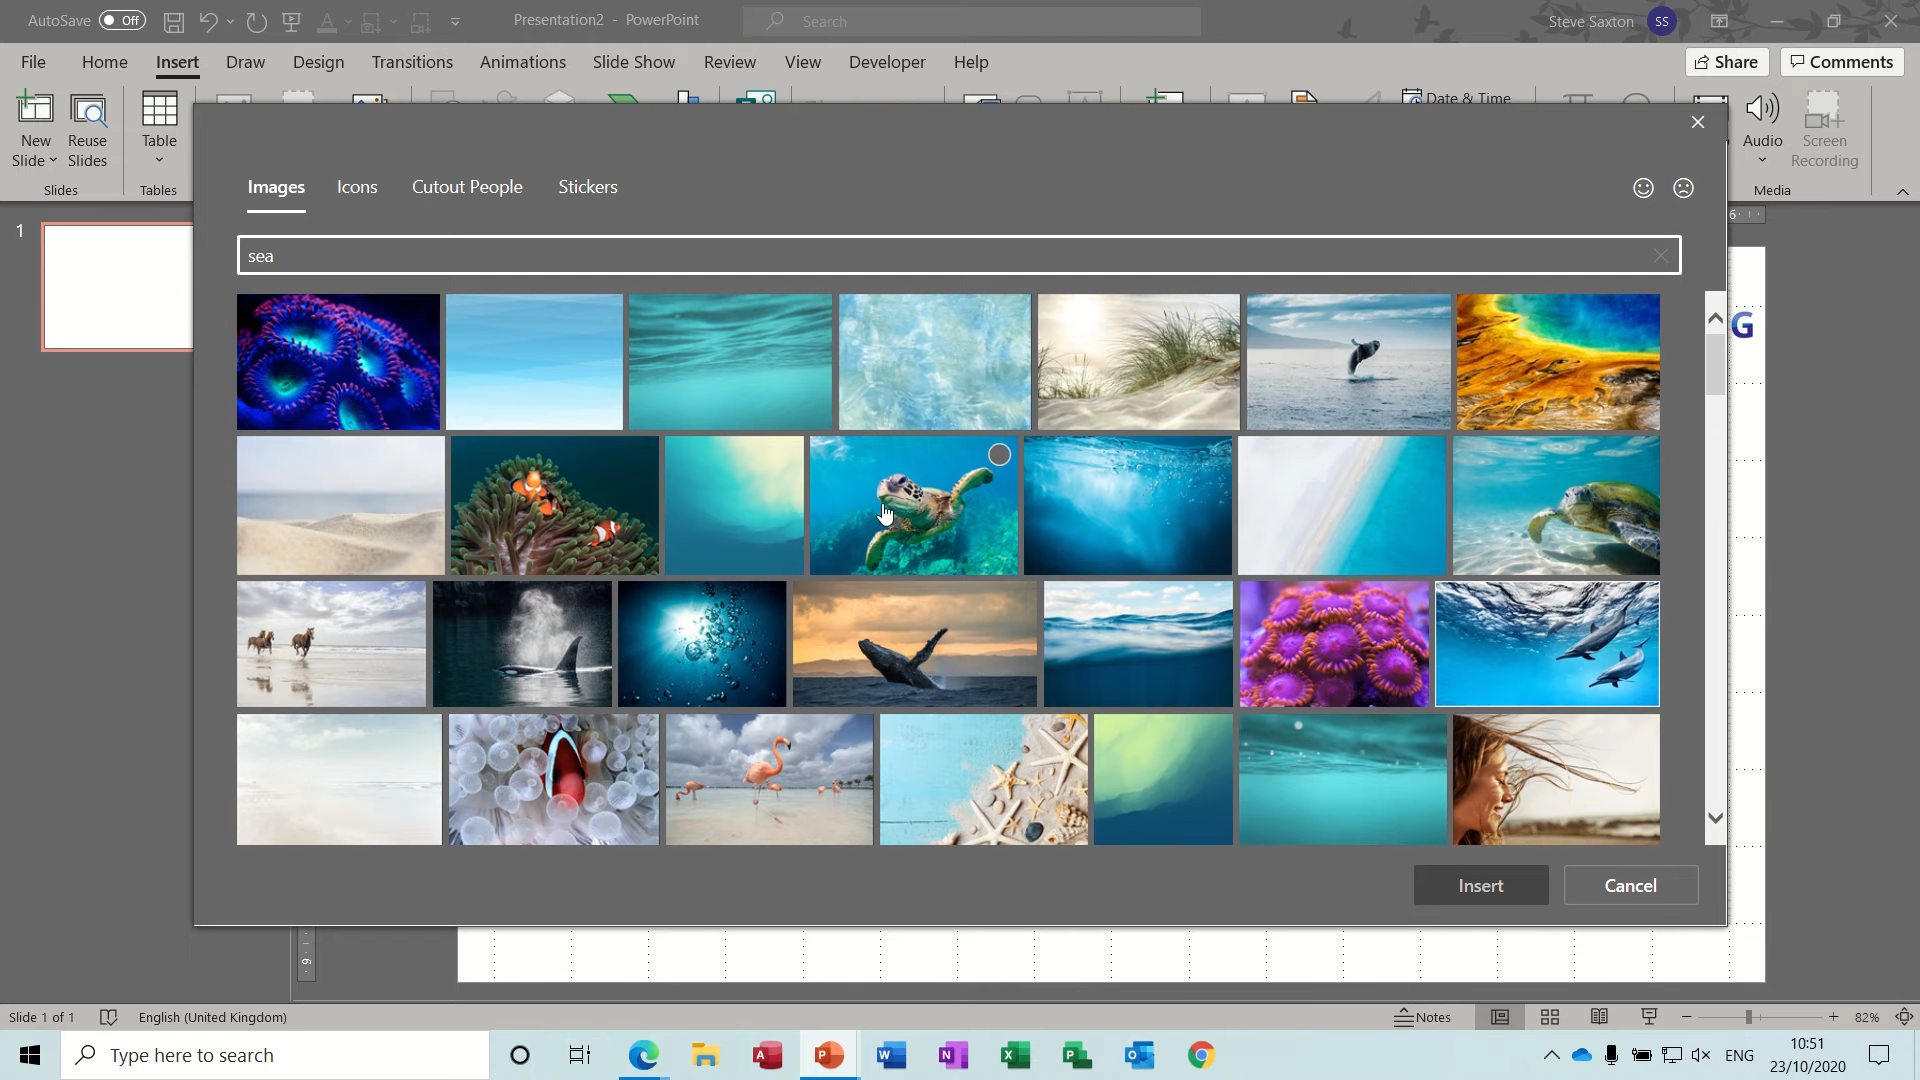 AutoSave Off
Presentation2 - PowerPoint
Search
Steve Saxton SS
File Home Insert Draw Design Transitions Animations Slide Show Review View Developer Help
Share Comments
New Slide
Reuse Slides
Table
Date & Time
Audio
Screen Recording
Slides
Tables
Media
Images Icons Cutout People Stickers
sea
1
6
G
Insert Cancel
9
Slide 1 of 1 English (United Kingdom)
Notes
82%
Type here to search
ENG
10:51
23/10/2020